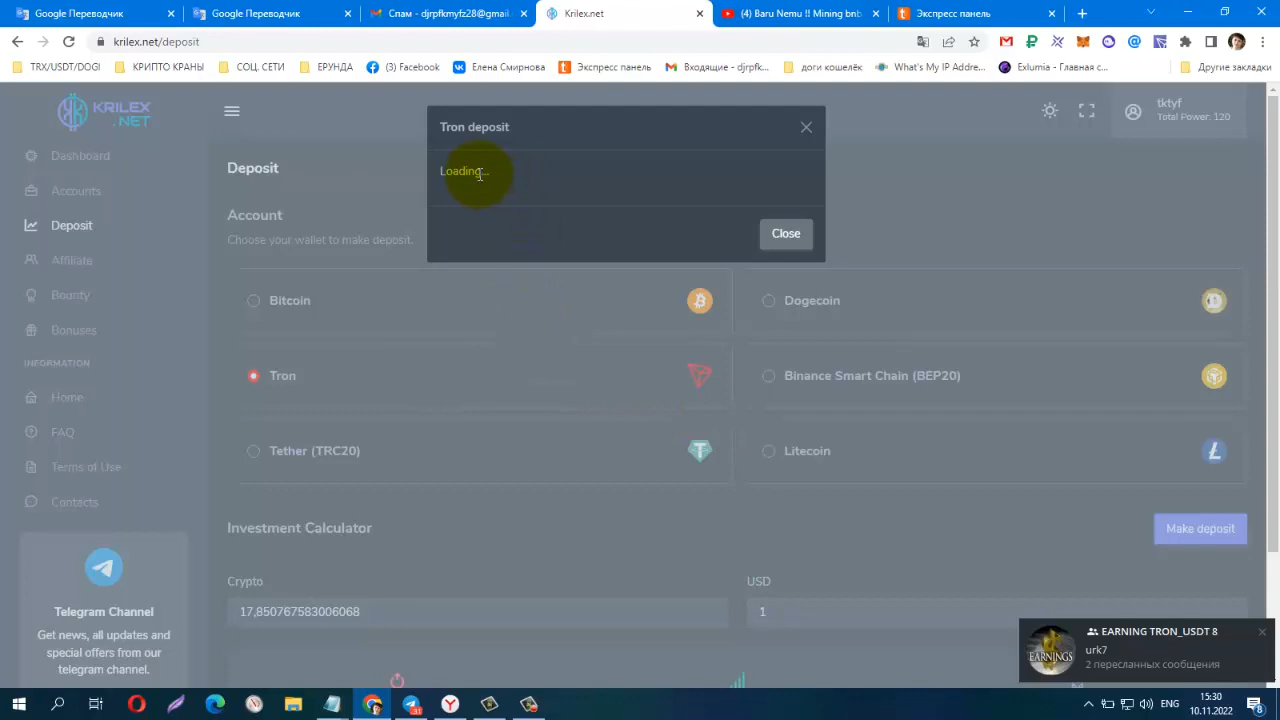 Google Переводчик
Google Переводчик
Спам - djrpfkmyfz28@gmail.
Krilex.net
(4) Baru Nemu !! Mining bnb
Экспресс панель
krilex.net/deposit
TRX/USDT/DOGI
КРИПТО КРАНЫ
СОЦ. СЕТИ
ЕРУНДА
(3) Facebook
Елена Смирнова
Экспресс панель
Входящие - djrpfk...
доги кошелёк
What's My IP Addre...
Exlumia - Главная с...
Другие закладки
KRILEX
.NET
tktyf
Total Power: 120
Tron deposit
Loading...
Close
Dashboard
Accounts
Deposit
Affiliate
Bounty
Bonuses
INFORMATION
Home
FAQ
Terms of Use
Contacts
Telegram Channel
Get news, all updates and
special offers from our
telegram channel.
Deposit
Account
Choose your wallet to make deposit.
Bitcoin
Dogecoin
Tron
Binance Smart Chain (BEP20)
Tether (TRC20)
Litecoin
Investment Calculator
Make deposit
Crypto
USD
17,850767583006068
1
EARNING TRON_USDT 8
urk7
2 пересланных сообщения
EARNINGS
ENG
15:30
10.11.2022